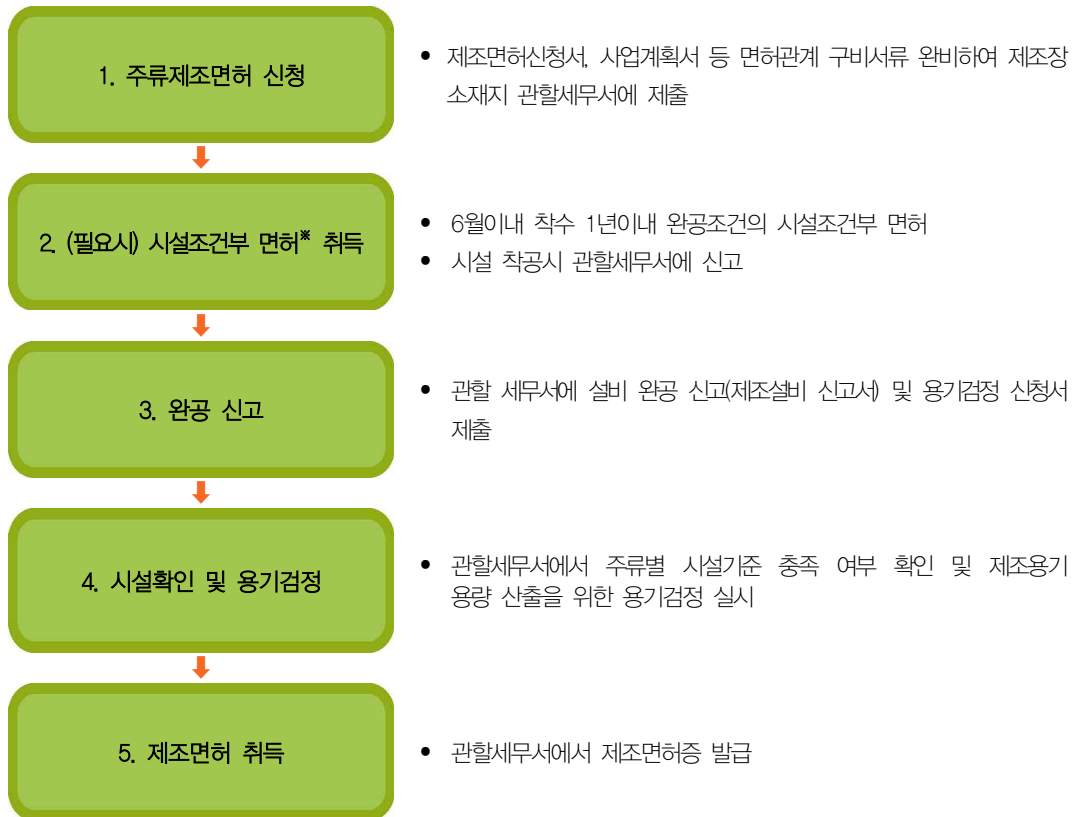 1. 주류제조면허 신청
• 제조면허신청서, 사업계획서 등 면허관계 구비서류 완비하여 제조장
소재지 관할세무서에 제출
2. (필요시) 시설조건부 면허※ 취득
• 6월이내 착수 1년이내 완공조건의 시설조건부 면허
• 시설 착공시 관할세무서에 신고
3. 완공 신고
• 관할 세무서에 설비 완공 신고(제조설비 신고서) 및 용기검정 신청서
제출
4. 시설확인 및 용기검정
• 관할세무서에서 주류별 시설기준 충족 여부 확인 및 제조용기
용량 산출을 위한 용기검정 실시
5. 제조면허 취득
• 관할세무서에서 제조면허증 발급